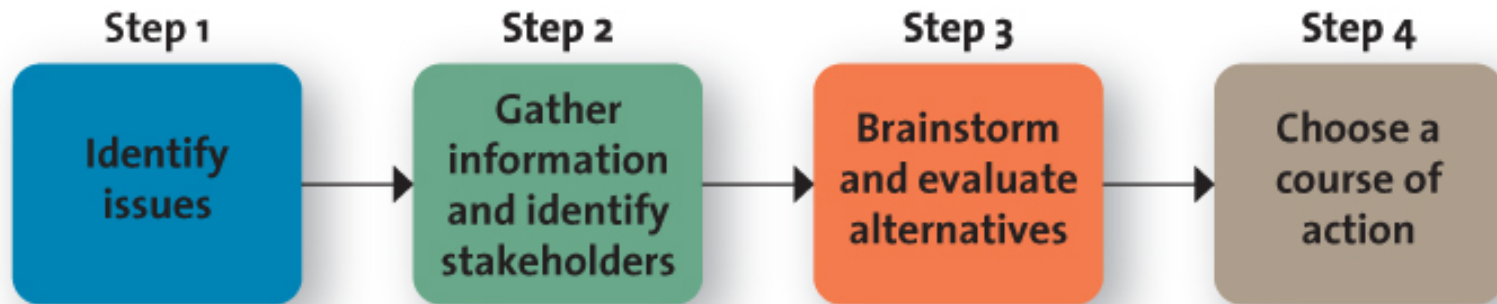 Step 1
Identify
issues
Step 2
Gather
information
and identify
stakeholders
Step 3
Brainstorm
and evaluate
alternatives
Step 4
Choose a
course of
action